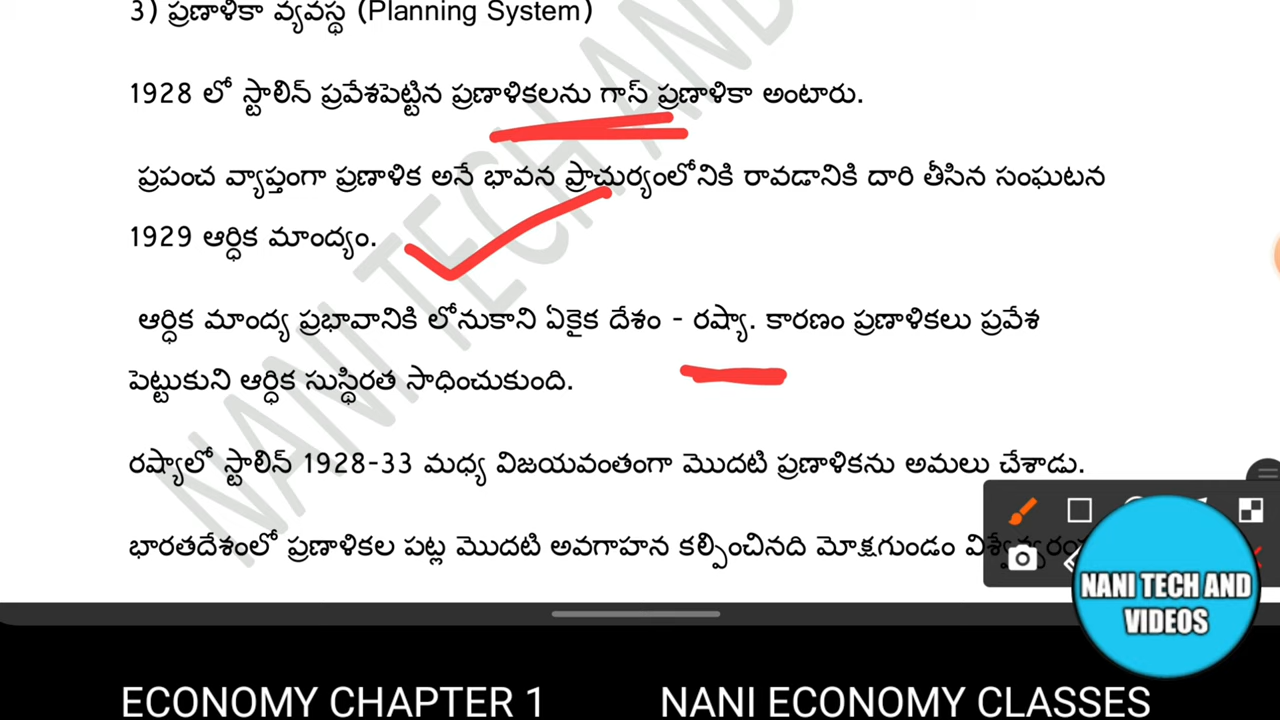 3) ప్రణాళికా వ్యవస్థ (Planning System)
1928 లో స్టాలిన్ ప్రవేశపెట్టిన ప్రణాళికలను గాస్ ప్రణాళికా అంటారు.
ప్రపంచ వ్యాప్తంగా ప్రణాళిక అనే భావన ప్రాచుర్యంలోనికి రావడానికి దారి తీసిన సంఘటన
1929 ఆర్ధిక మాంద్యం.
ఆర్ధిక మాంద్య ప్రభావానికి లోనుకాని ఏకైక దేశం - రష్యా. కారణం ప్రణాళికలు ప్రవేశ
పెట్టుకుని ఆర్ధిక సుస్థిరత సాధించుకుంది.
రష్యాలో స్టాలిన్ 1928-33 మధ్య విజయవంతంగా మొదటి ప్రణాళికను అమలు చేశాడు.
భారతదేశంలో ప్రణాళికల పట్ల మొదటి అవగాహన కల్పించినది మోక్షగుండం
NANI TECH AND
NANI TECH AND
VIDEOS
ECONOMY CHAPTER 1 NANI ECONOMY CLASSES